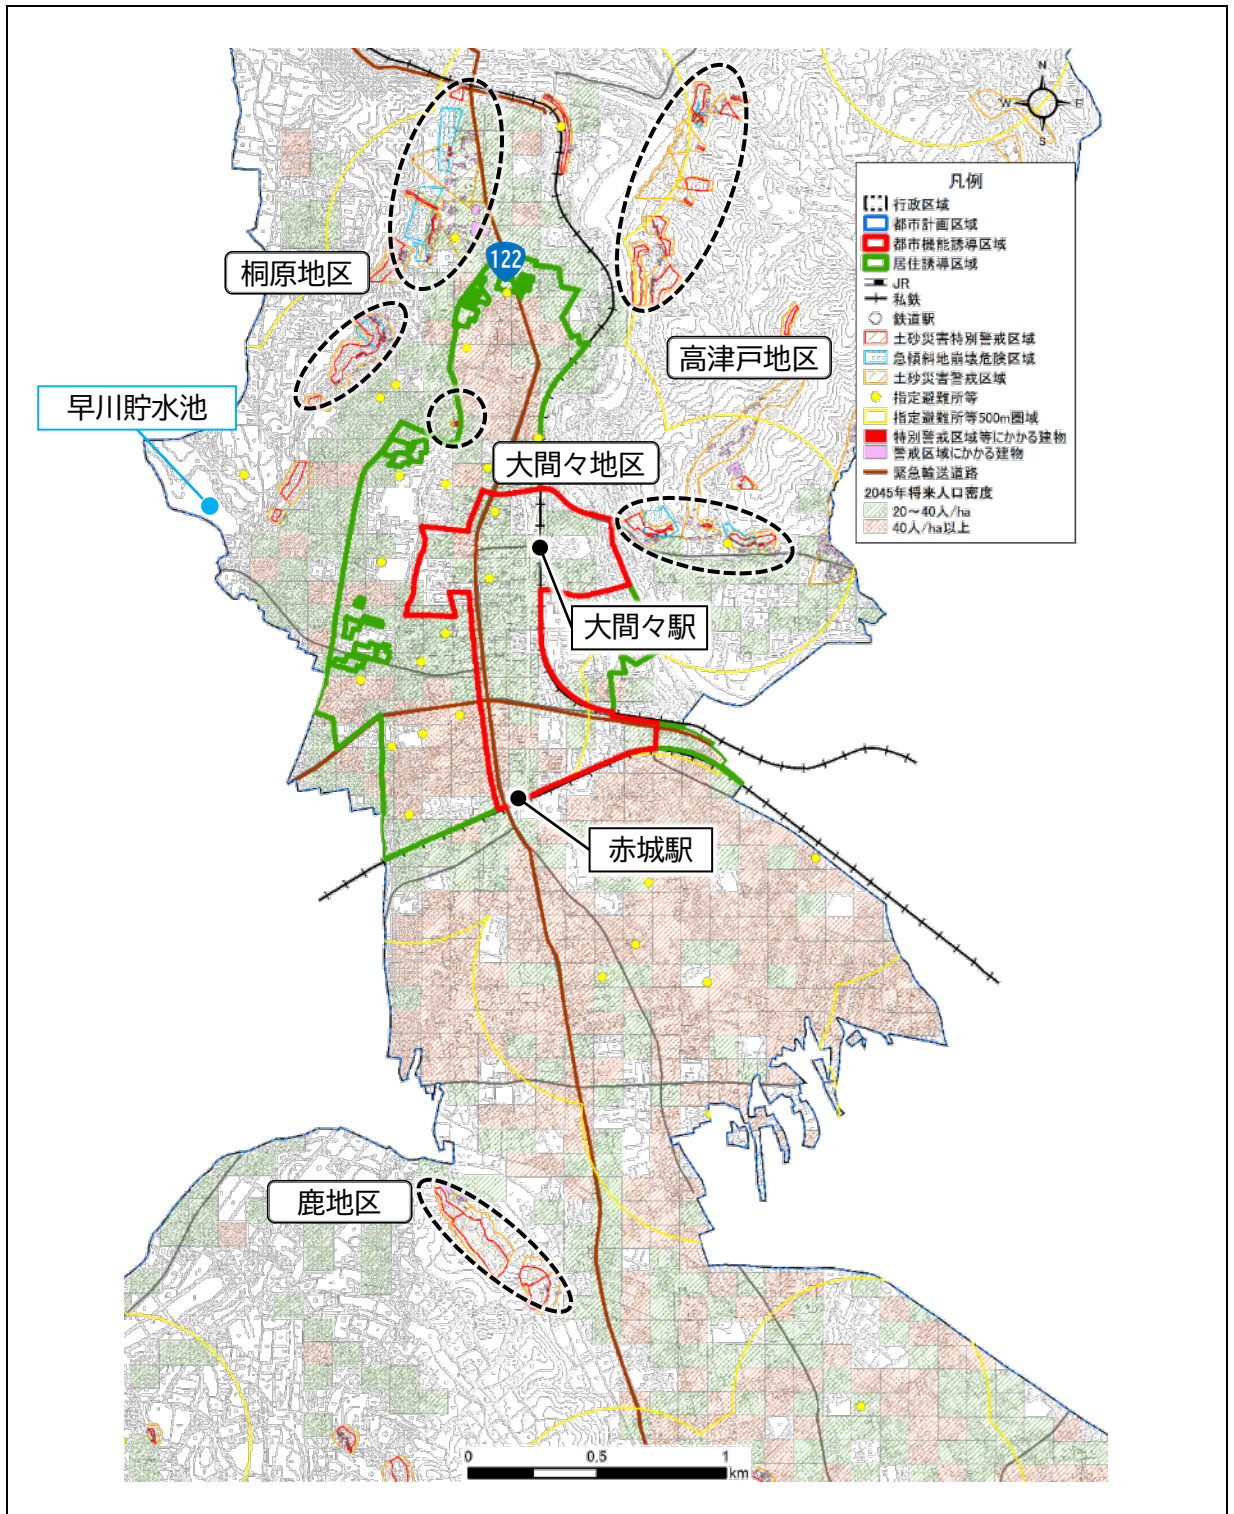 N
W
E
S
凡例
行政区域
都市計画区域
都市機能誘導区域
居住誘導区域
JR
私鉄
鉄道駅
土砂災害特別警戒区域
急傾斜地崩壊危険区域
土砂災害警戒区域
指定避難所等
指定避難所等500m圏域
特別警戒区域等にかかる建物
警戒区域にかかる建物
緊急輸送道路
2045年将来人口密度
20～40人/ha
40人/ha以上
122
桐原地区
高津戸地区
早川貯水池
大間々地区
大間々駅
赤城駅
鹿地区
0
0.5
1
km